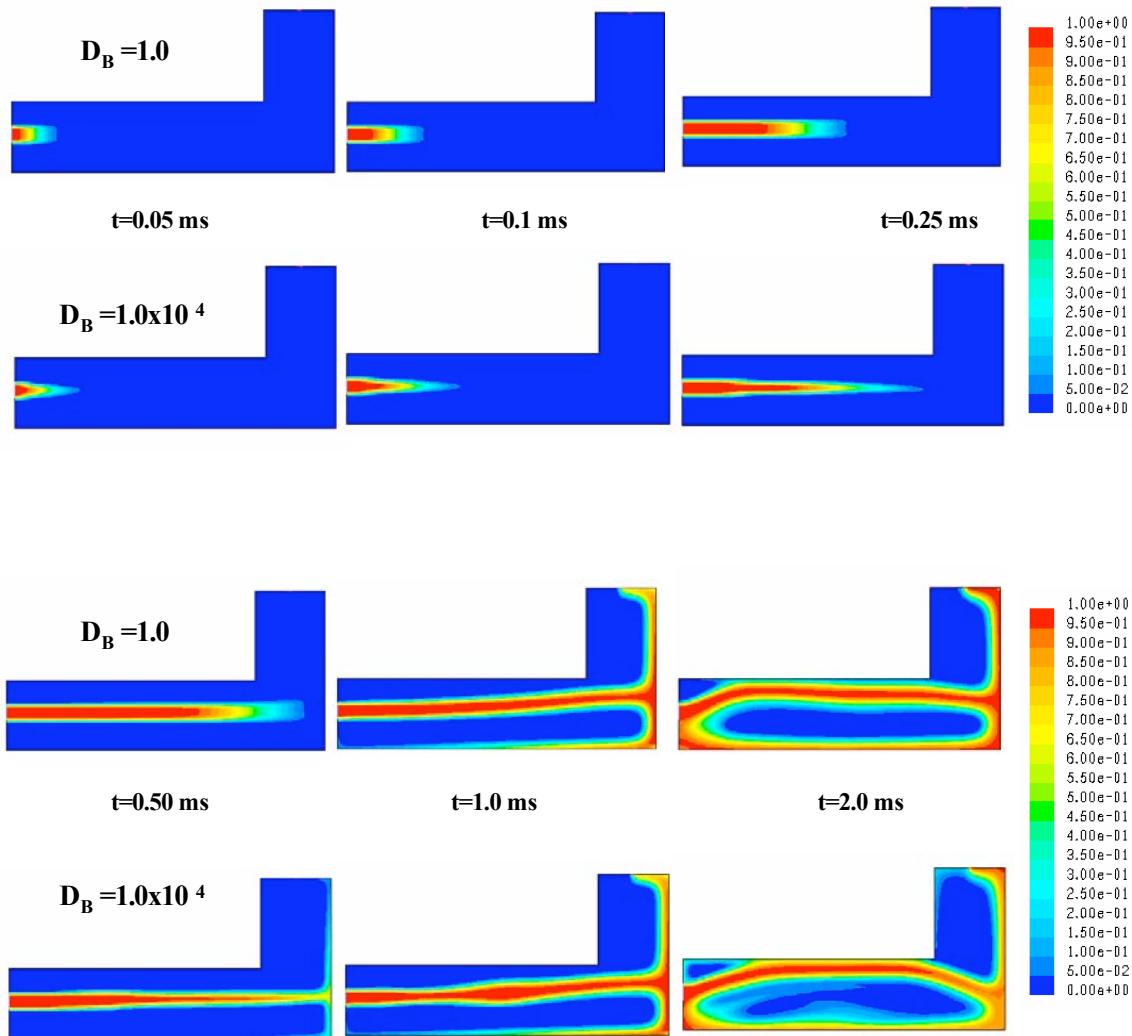 D_B =1.0
t=0.05 ms
t=0.1 ms
t=0.25 ms
D_B =1.0x10 4
1.00e+00
9.50e-01
9.00e-01
8.50e-01
8.00e-01
7.50e-01
7.00e-01
6.50e-01
6.00e-01
5.50e-01
5.00e-01
4.50e-01
4.00e-01
3.50e-01
3.00e-01
2.50e-01
2.00e-01
1.50e-01
1.00e-01
5.00e-02
0.00e+00
D_B =1.0
t=0.50 ms
t=1.0 ms
t=2.0 ms
D_B =1.0x10 4
1.00e+00
9.50e-01
9.00e-01
8.50e-01
8.00e-01
7.50e-01
7.00e-01
6.50e-01
6.00e-01
5.50e-01
5.00e-01
4.50e-01
4.00e-01
3.50e-01
3.00e-01
2.50e-01
2.00e-01
1.50e-01
1.00e-01
5.00e-02
0.00e+00